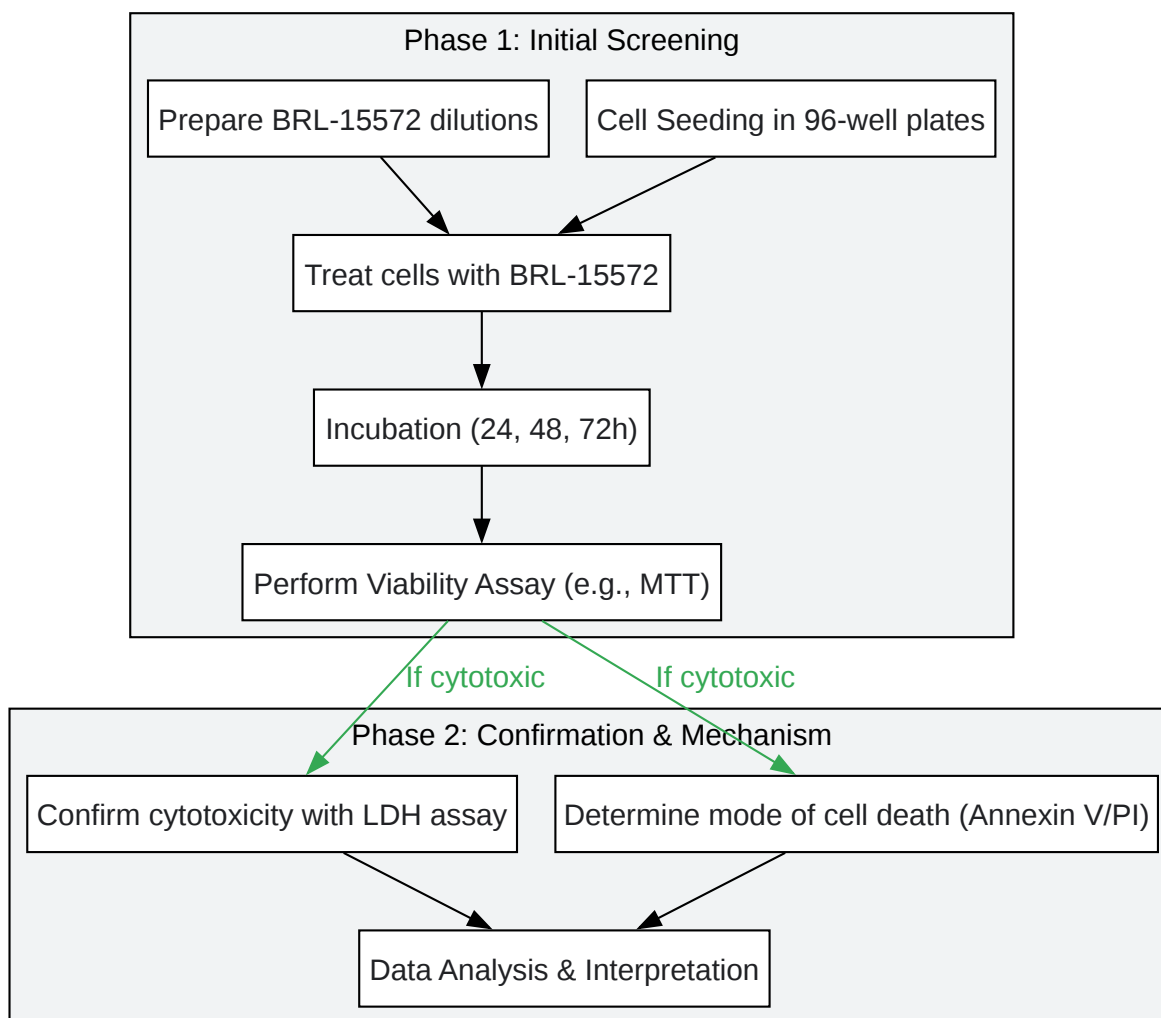 Phase 1: Initial Screening
Prepare BRL-15572 dilutions
Cell Seeding in 96-well plates
Treat cells with BRL-15572
Incubation (24, 48, 72h)
Perform Viability Assay (e.g., MTT)
If cytotoxic
If cytotoxic
Phase 2: Confirmation & Mechanism
Confirm cytotoxicity with LDH assay
Determine mode of cell death (Annexin V/PI)
Data Analysis & Interpretation